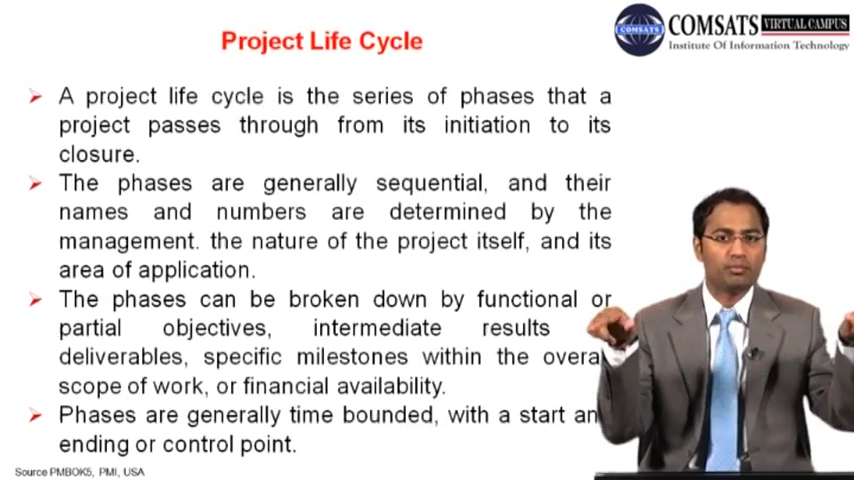 Project Life Cycle
COMSATS VIRTUAL CAMPUS
Institute Of Information Technology
COMSATS
A project life cycle is the series of phases that a
project passes through from its initiation to its
closure.
The phases are generally sequential, and their
names and numbers are determined by the
management. the nature of the project itself, and its
area of application.
The phases can be broken down by functional or
partial objectives, intermediate results
deliverables, specific milestones within the
scope of work, or financial availability.
Phases are generally time bounded, with a start
ending or control point.
Source PMBOK5, PMI, USA